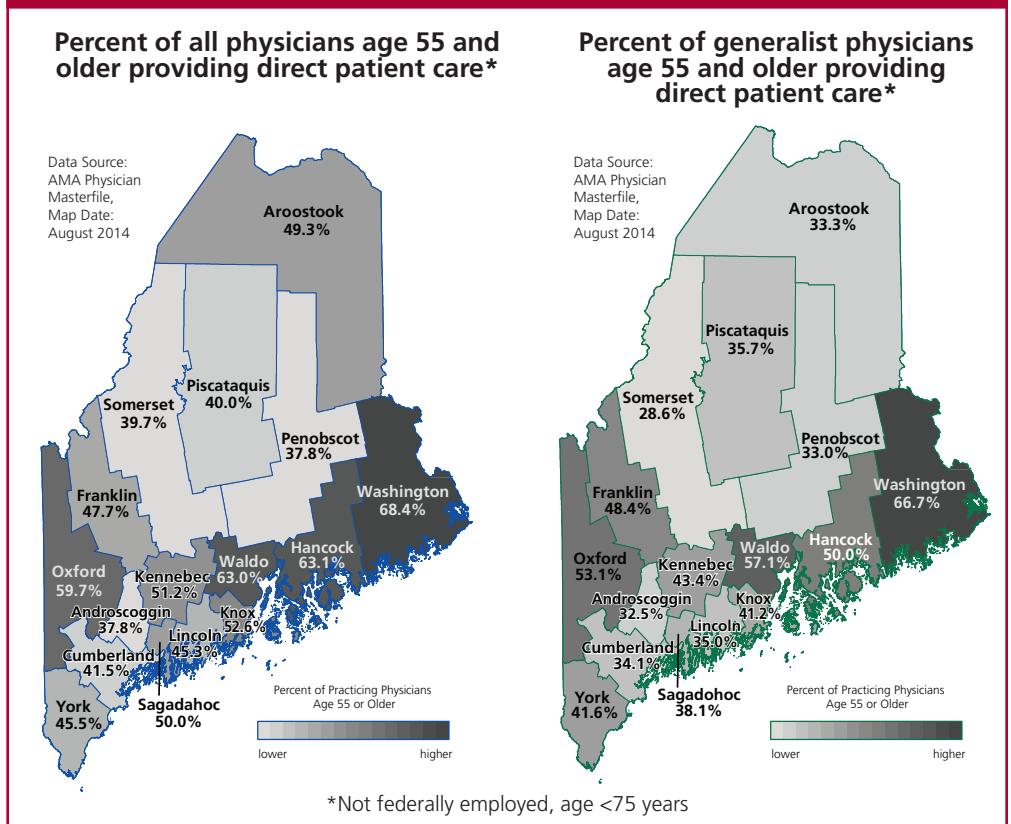 Percent of all physicians age 55 and
older providing direct patient care*
Data Source:
AMA Physician
Masterfile,
Map Date:
August 2014
Aroostook
49.3%
Piscataquis
40.0%
Somerset
39.7%
Penobscot
37.8%
Washington
68.4%
Franklin
47.7%
Hancock
63.1%
Waldo
63.0%
Oxford
59.7%
Kennebec
51.2%
Androscoggin
37.8%
Knox
52.6%
Lincoln
45.3%
Cumberland
41.5%
Sagadahoc
50.0%
York
45.5%
Percent of Practicing Physicians
Age 55 or Older
lower higher
Percent of generalist physicians
age 55 and older providing
direct patient care*
Data Source:
AMA Physician
Masterfile,
Map Date:
August 2014
Aroostook
33.3%
Piscataquis
35.7%
Somerset
28.6%
Penobscot
33.0%
Washington
66.7%
Franklin
48.4%
Hancock
50.0%
Waldo
57.1%
Oxford
53.1%
Kennebec
43.4%
Androscoggin
32.5%
Knox
41.2%
Lincoln
35.0%
Cumberland
34.1%
Sagadohoc
38.1%
York
41.6%
Percent of Practicing Physicians
Age 55 or Older
lower higher
*Not federally employed, age <75 years